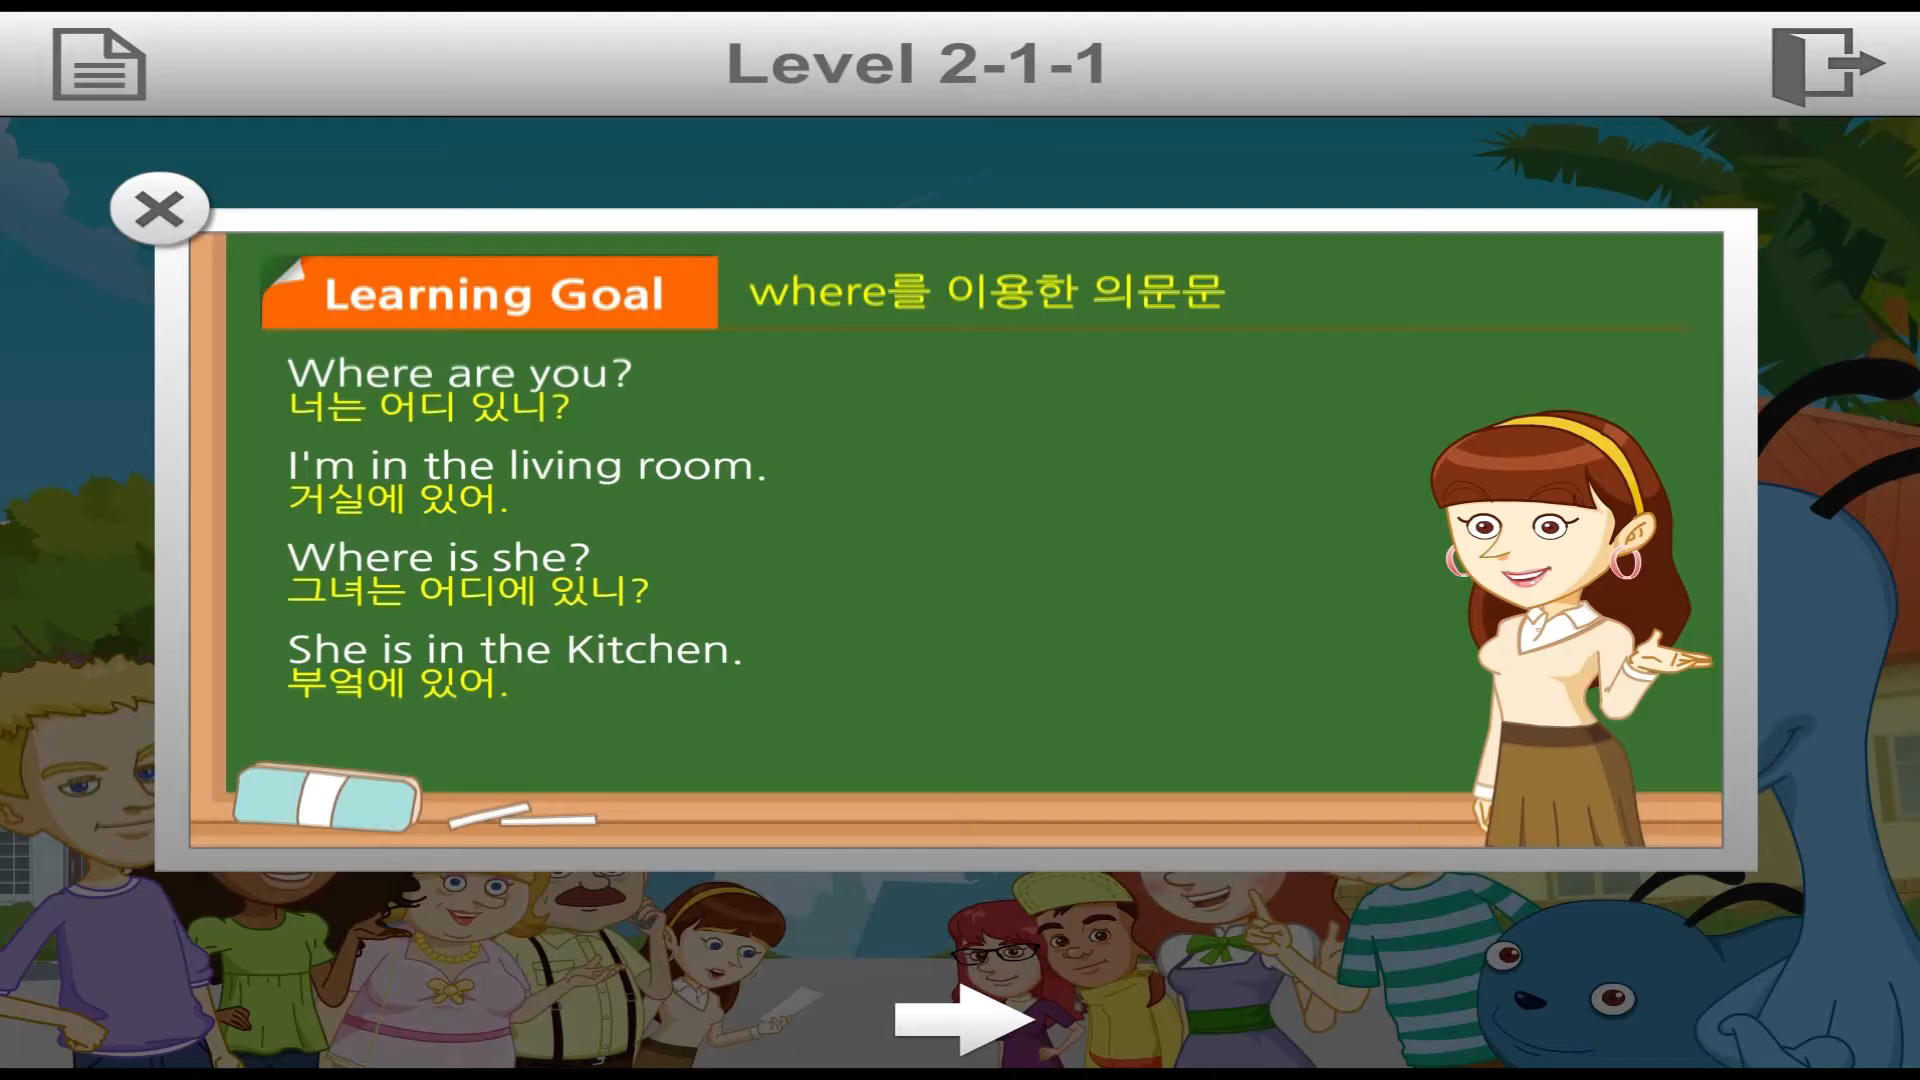 Level 2-1-1
Learning Goal
where를 이용한 의문문
Where are you?
너는 어디 있니?
I'm in the living room.
거실에 있어.
Where is she?
그녀는 어디에 있니?
She is in the Kitchen.
부엌에 있어.